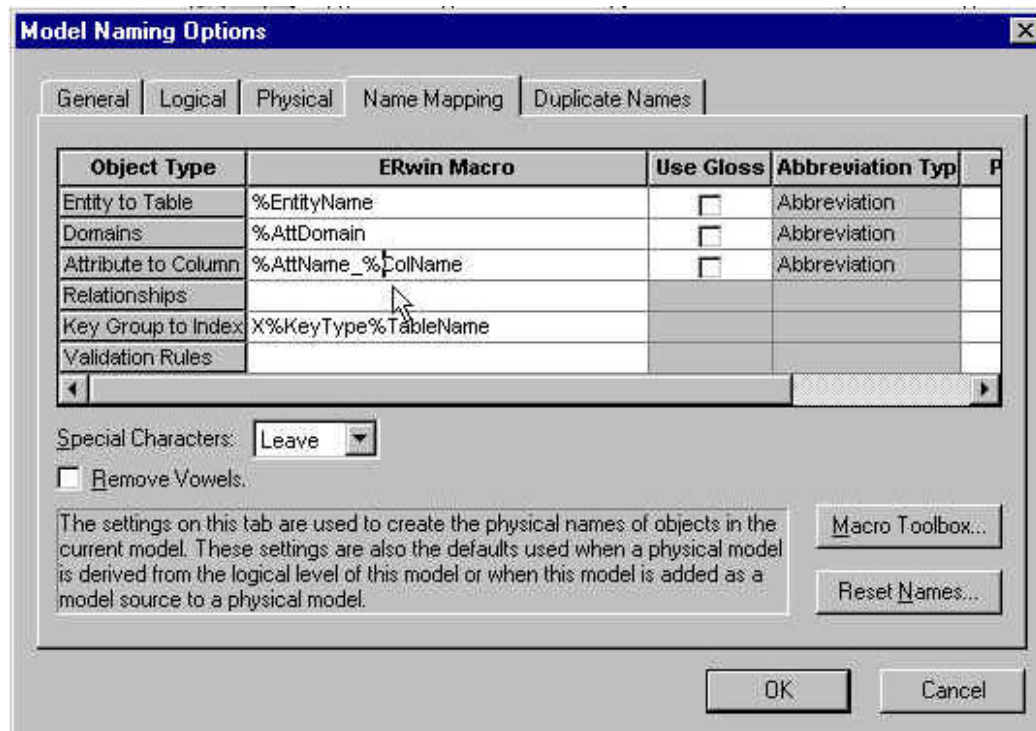 Model Naming Options
General Logical Physical Name Mapping Duplicate Names
Object Type ERwin Macro Use Gloss Abbreviation Typ P
Entity to Table %EntityName Abbreviation
Domains %AttDomain Abbreviation
Attribute to Column %AttName_%ColName Abbreviation
Relationships
Key Group to Index X%KeyType%TableName
Validation Rules
Special Characters: Leave
Remove Vowels.
The settings on this tab are used to create the physical names of objects in the
current model. These settings are also the defaults used when a physical model
is derived from the logical level of this model or when this model is added as a
model source to a physical model.
Macro Toolbox...
Reset Names...
OK Cancel